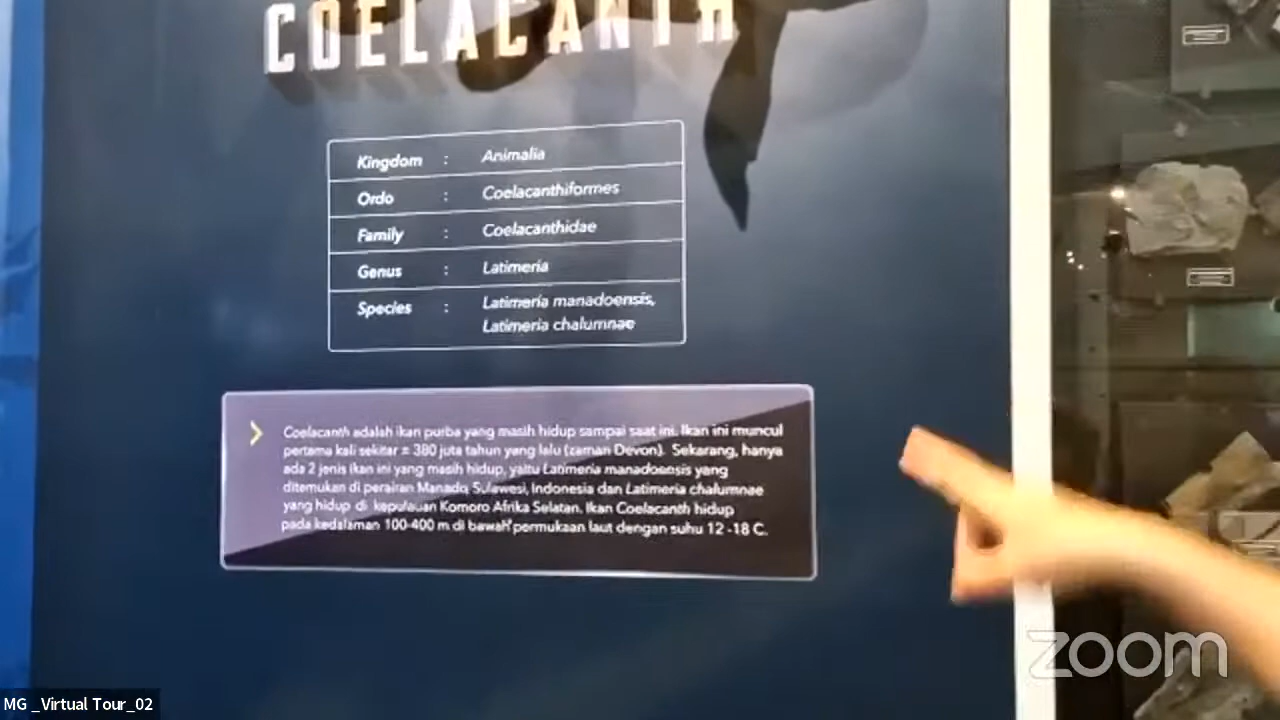 COELACANTH
Kingdom : Animalia
Ordo : Coelacanthiformes
Family : Coelacanthidae
Genus : Latimeria
Species : Latimeria manadoensis,
Latimeria chalumnae
Coelacanth adalah ikan purba yang masih hidup sampai saat ini. Ikan ini muncul
pertama kali sekitar ± 380 juta tahun yang lalu (zaman Devon). Sekarang, hanya
ada 2 jenis ikan ini yang masih hidup, yaitu Latimeria manadoensis yang
ditemukan di perairan Manado, Sulawesi, Indonesia dan Latimeria chalumnae
yang hidup di kepulauan Komoro Afrika Selatan. Ikan Coelacanth hidup
pada kedalaman 100-400 m di bawah permukaan laut dengan suhu 12 -18 C.
zoom
MG _Virtual Tour_02